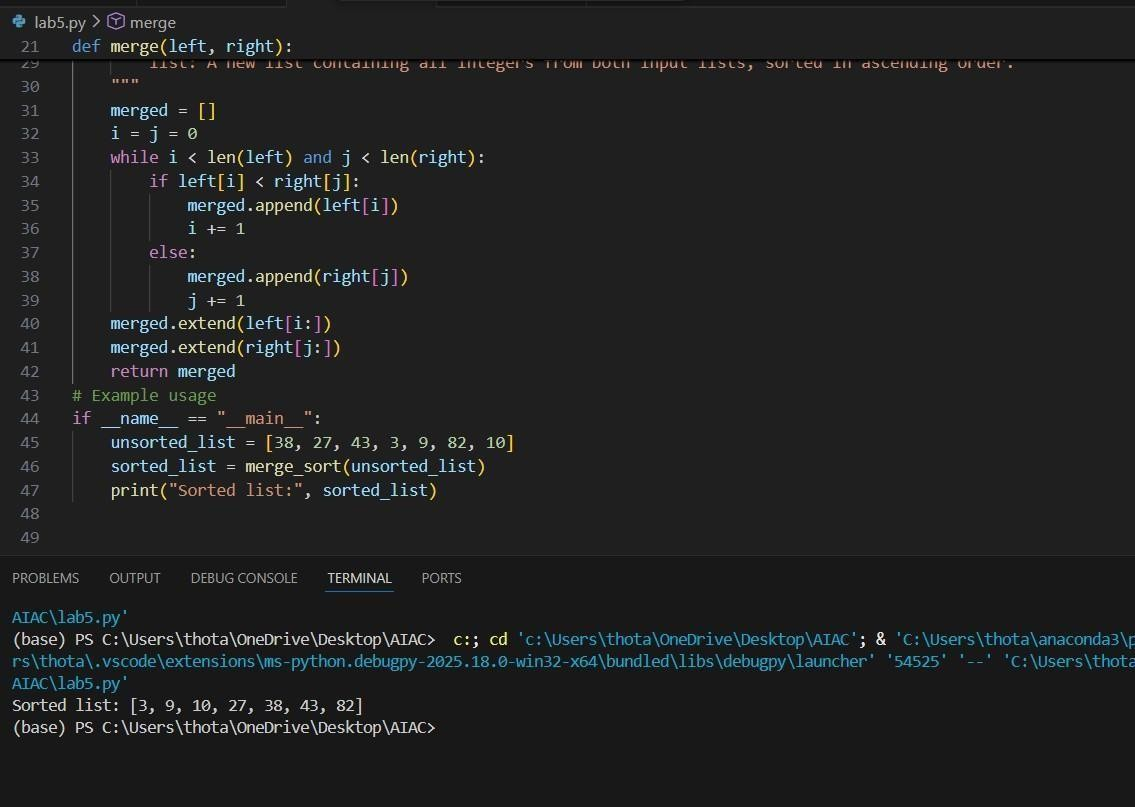 lab5.py > merge
21 def merge(left, right):
29 list: A new list containing all integers from both input lists, sorted in ascending order.
30 """
31 merged = []
32 i = j = 0
33 while i < len(left) and j < len(right):
34 if left[i] < right[j]:
35 merged.append(left[i])
36 i += 1
37 else:
38 merged.append(right[j])
39 j += 1
40 merged.extend(left[i:])
41 merged.extend(right[j:])
42 return merged
43 # Example usage
44 if __name__ == "__main__":
45 unsorted_list = [38, 27, 43, 3, 9, 82, 10]
46 sorted_list = merge_sort(unsorted_list)
47 print("Sorted list:", sorted_list)
48
49
PROBLEMS OUTPUT DEBUG CONSOLE TERMINAL PORTS
AIAC\lab5.py'
(base) PS C:\Users\thota\OneDrive\Desktop\AIAC> c:; cd 'c:\Users\thota\OneDrive\Desktop\AIAC'; & 'C:\Users\thota\anaconda3\p
rs\thota\.vscode\extensions\ms-python.debugpy-2025.18.0-win32-x64\bundled\libs\debugpy\launcher' '54525' '--' 'C:\Users\thota
AIAC\lab5.py'
Sorted list: [3, 9, 10, 27, 38, 43, 82]
(base) PS C:\Users\thota\OneDrive\Desktop\AIAC>